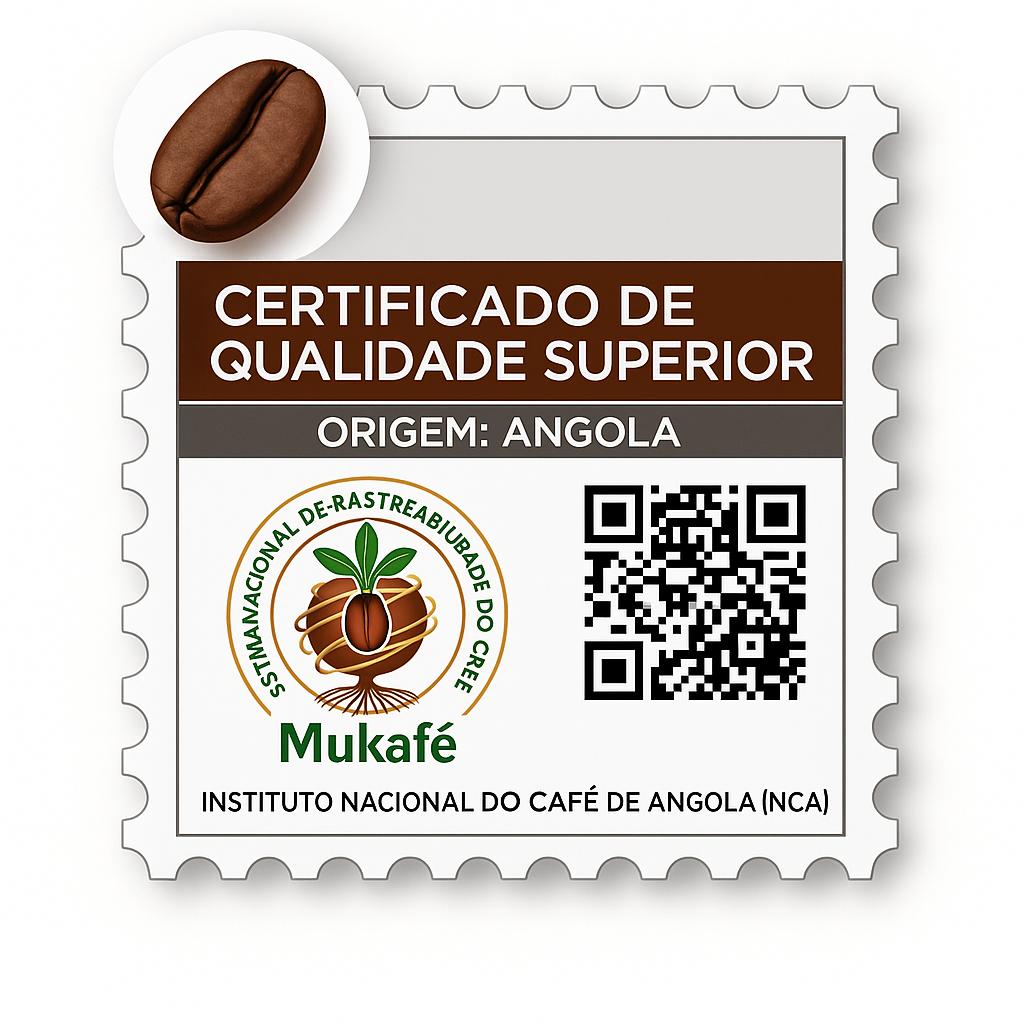 CERTIFICADO DE
QUALIDADE SUPERIOR
ORIGEM: ANGOLA
SSTMANACIONAL DE-RASTREABIUBADE DO CREE
Mukafé
INSTITUTO NACIONAL DO CAFÉ DE ANGOLA (NCA)